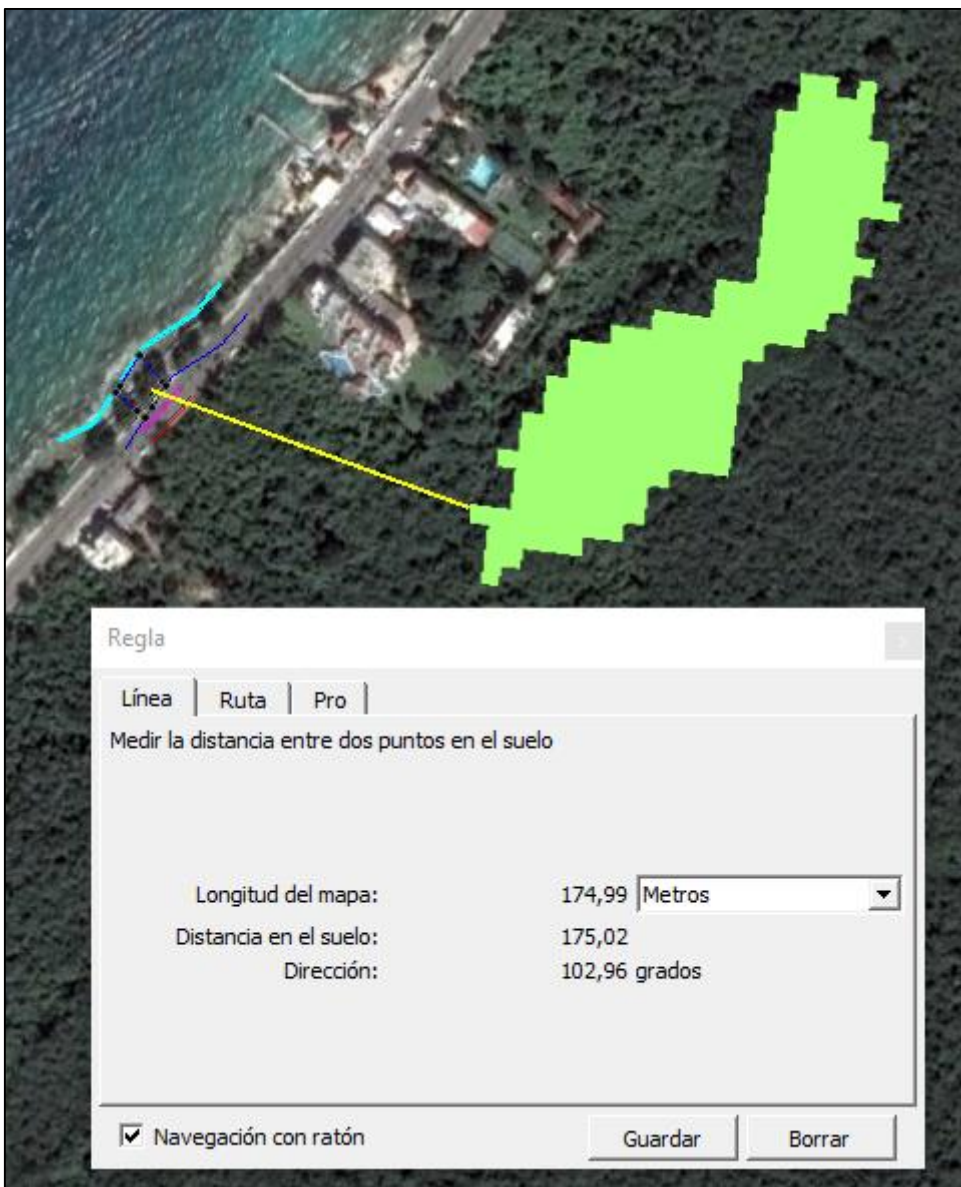 Regla
Línea Ruta Pro
Medir la distancia entre dos puntos en el suelo
Longitud del mapa: 174,99 Metros
Distancia en el suelo: 175,02
Dirección: 102,96 grados
Navegación con ratón Guardar Borrar